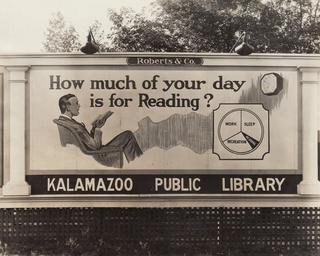 Roberts & Co.
How much of your day
is for Reading?
WORK
SLEEP
RECREATION
KALAMAZOO PUBLIC LIBRARY